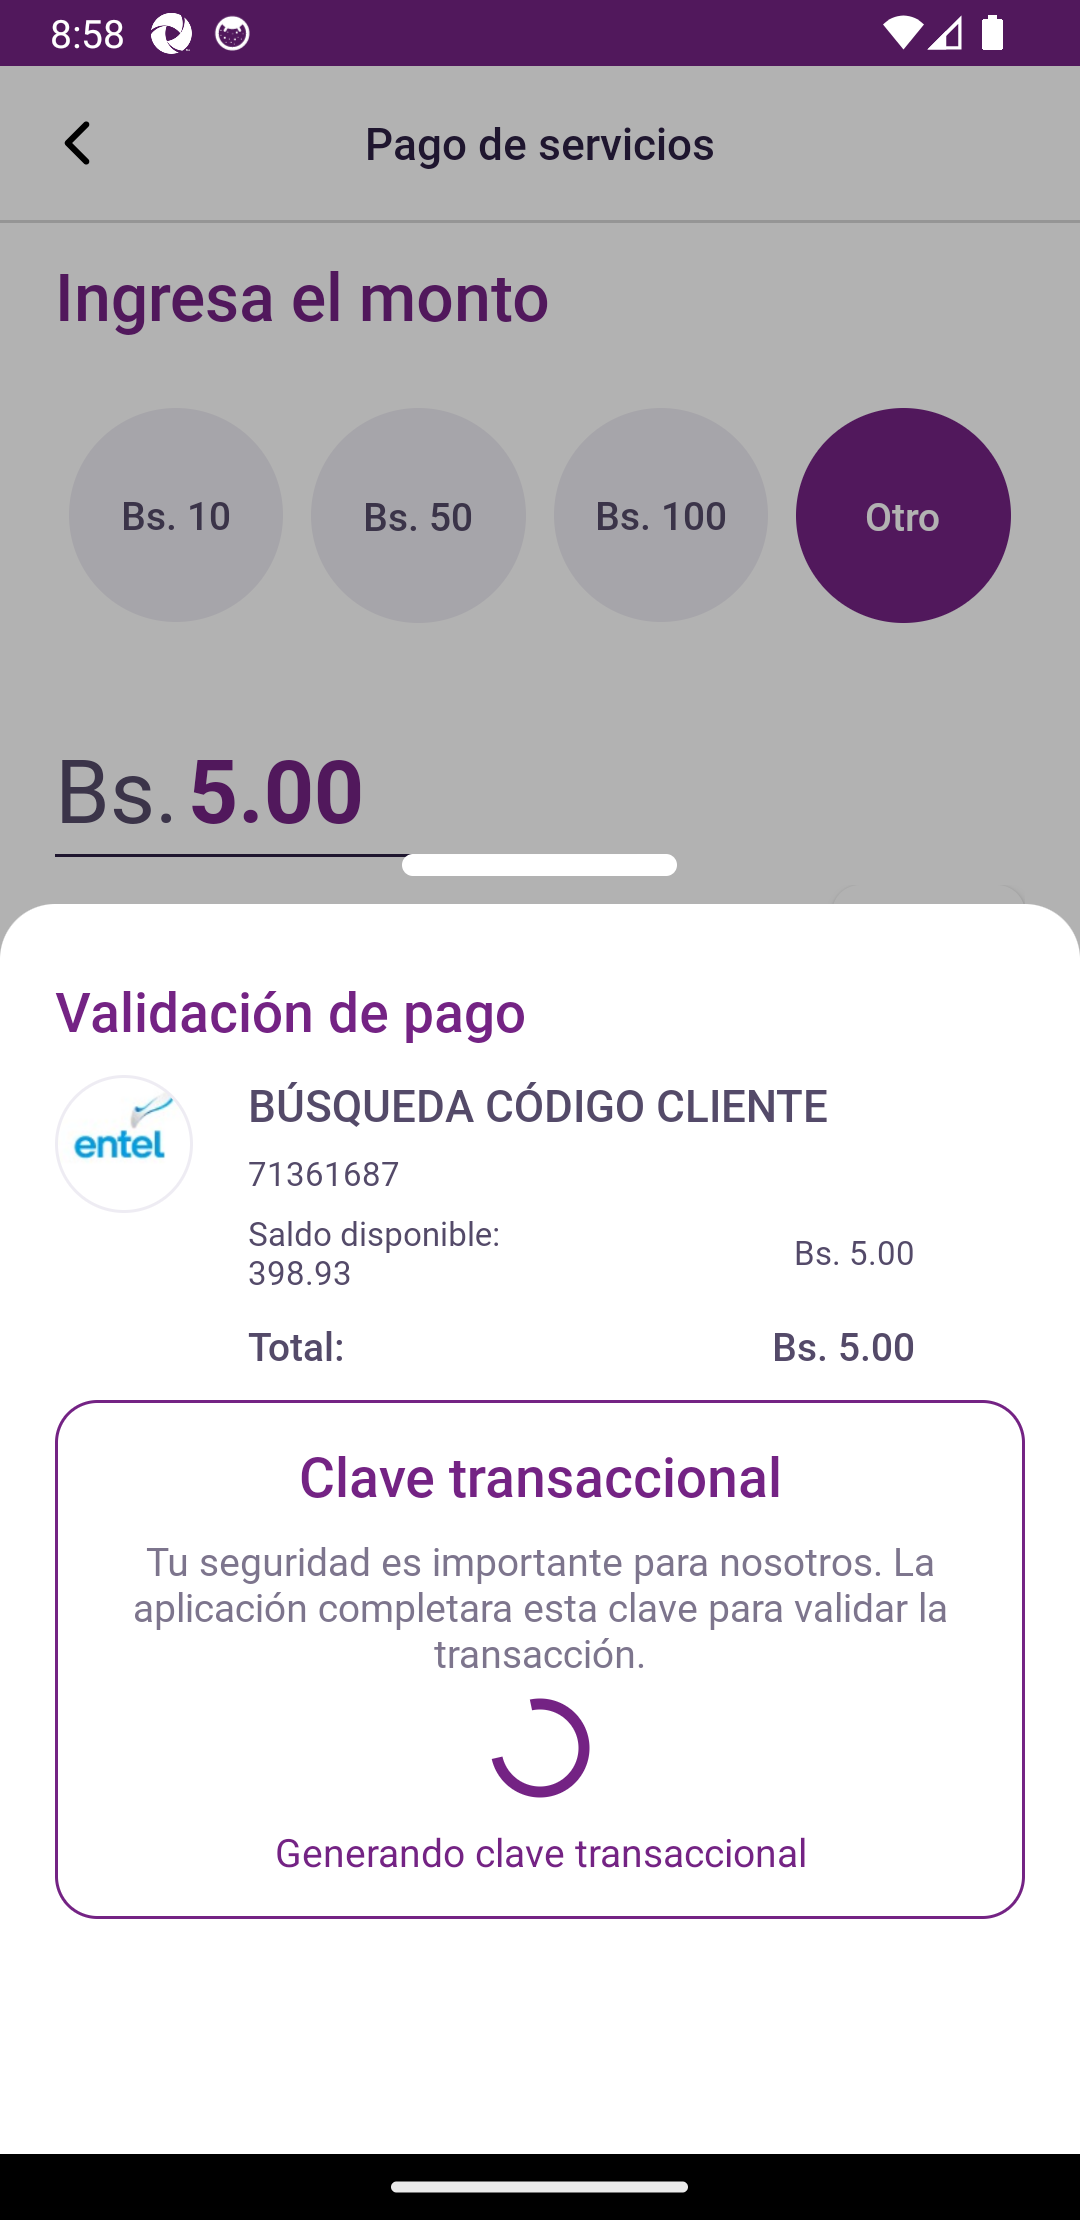 8:58
Pago de servicios
Ingresa el monto
Bs. 10
Bs. 50
Bs. 100
Otro
Bs. 5.00
Validación de pago
entel
BÚSQUEDA CÓDIGO CLIENTE
71361687
Saldo disponible:
398.93
Bs. 5.00
Total:
Bs. 5.00
Clave transaccional
Tu seguridad es importante para nosotros. La
aplicación completara esta clave para validar la
transacción.
Generando clave transaccional